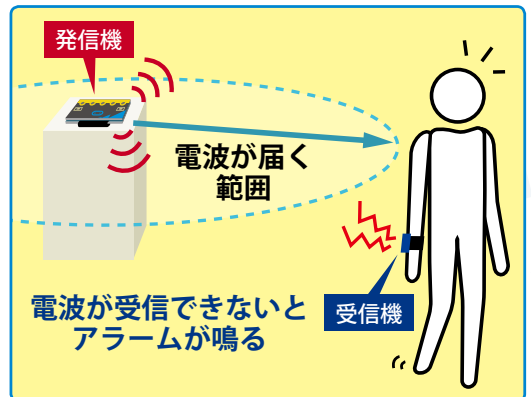 発信機
電波が届く
範囲
電波が受信できないと
アラームが鳴る
受信機